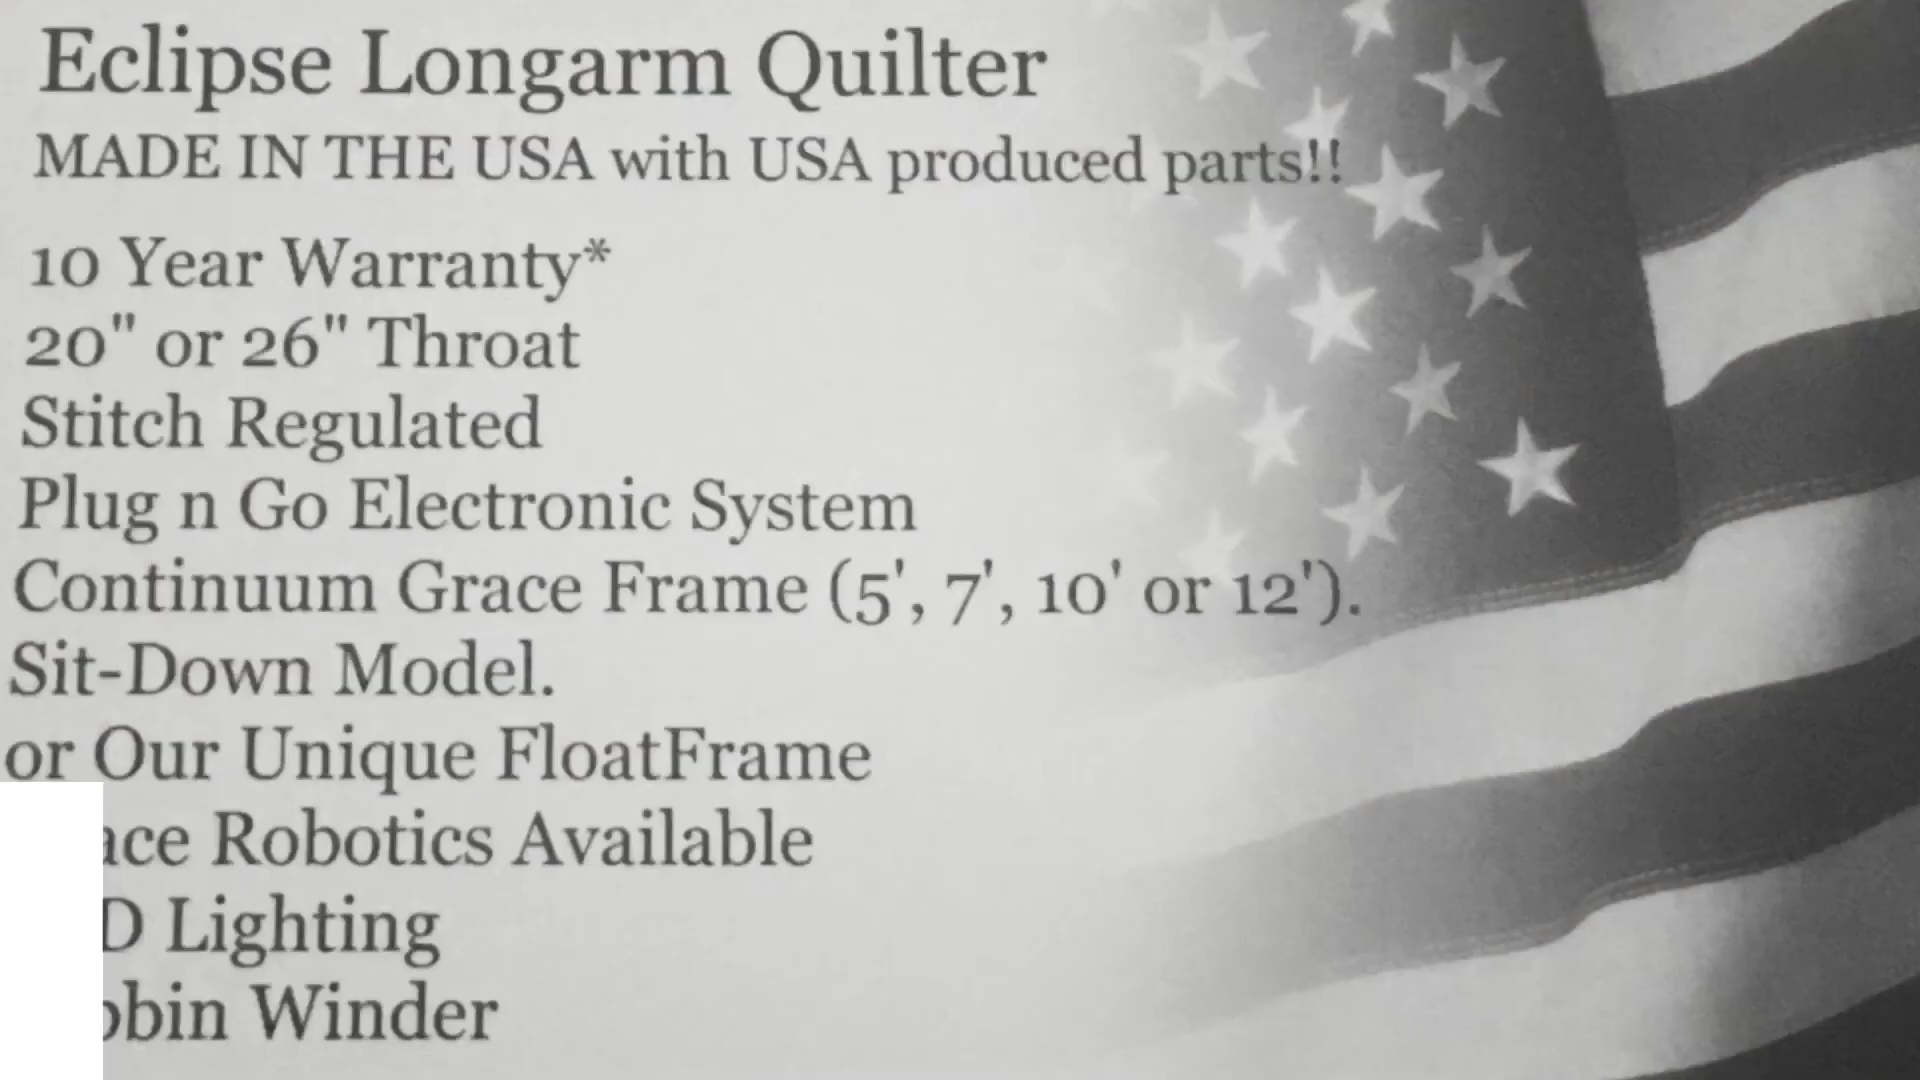 Eclipse Longarm Quilter
MADE IN THE USA with USA produced parts!!
10 Year Warranty*
20" or 26" Throat
Stitch Regulated
Plug n Go Electronic System
Continuum Grace Frame (5', 7', 10' or 12').
Sit-Down Model.
or Our Unique FloatFrame
Robotics Available
Lighting
Winder